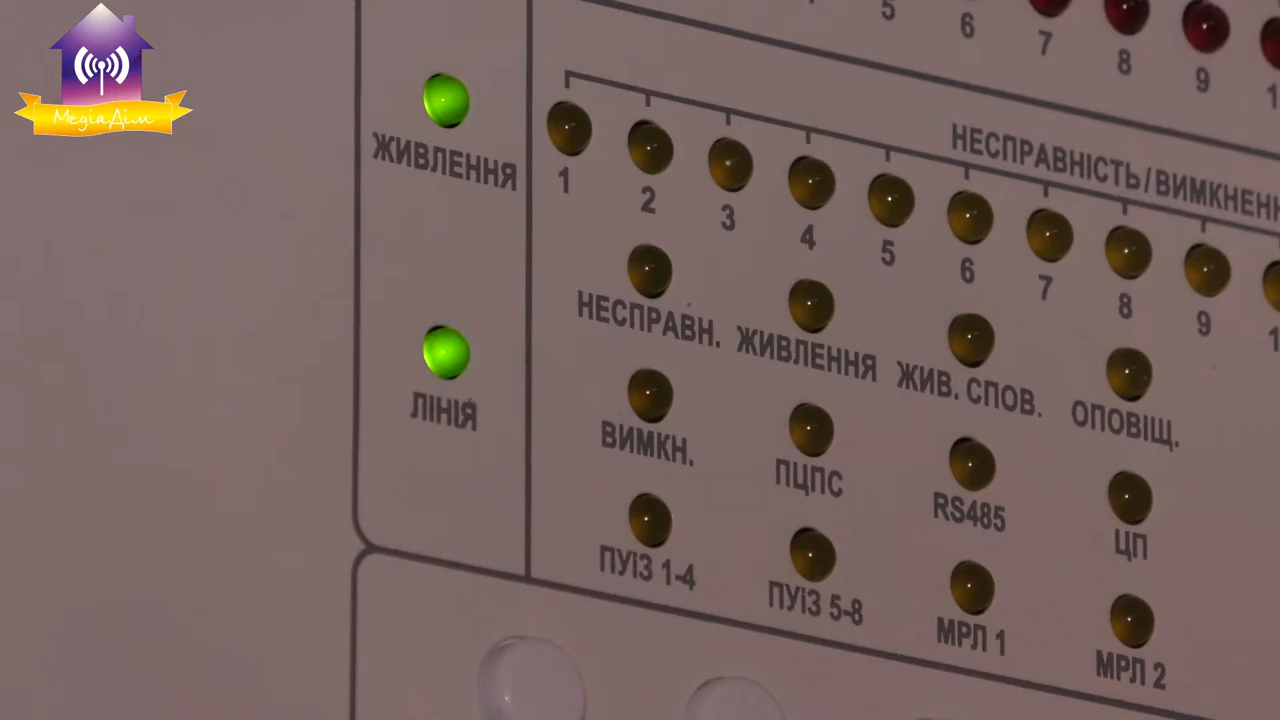 МедіаДім
5 6 7 8 9
НЕСПРАВНІСТЬ / ВИМКНЕНН
ЖИВЛЕННЯ
1 2 3 4 5 6 7 8 9 1
НЕСПРАВН. ЖИВЛЕННЯ ЖИВ. СПОВ. ОПОВІЩ.
ЛІНІЯ
ВИМКН. ПЦПС RS485 ЦП
ПУіЗ 1-4 ПУіЗ 5-8 МРЛ 1 МРЛ 2